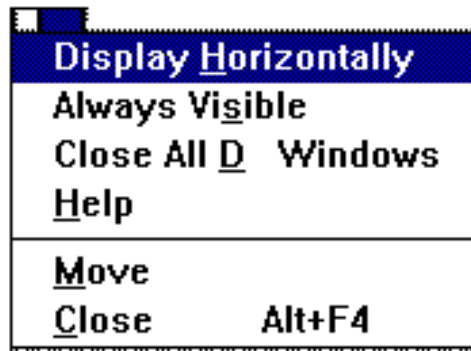 Display Horizontally
Always Visible
Close All D Windows
Help
Move
Close Alt+F4